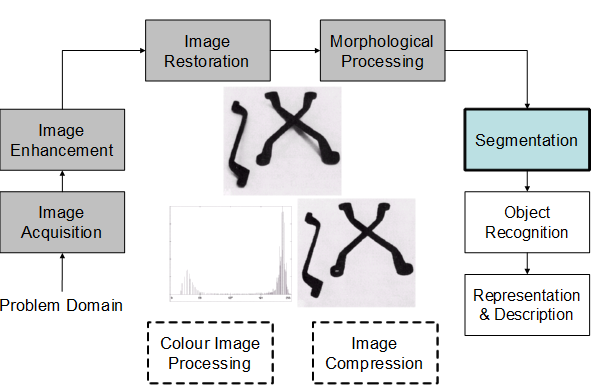 Image
Restoration
Morphological
Processing
Image
Enhancement
Segmentation
Image
Acquisition
Object
Recognition
Problem Domain
Representation
& Description
Colour Image
Processing
Image
Compression